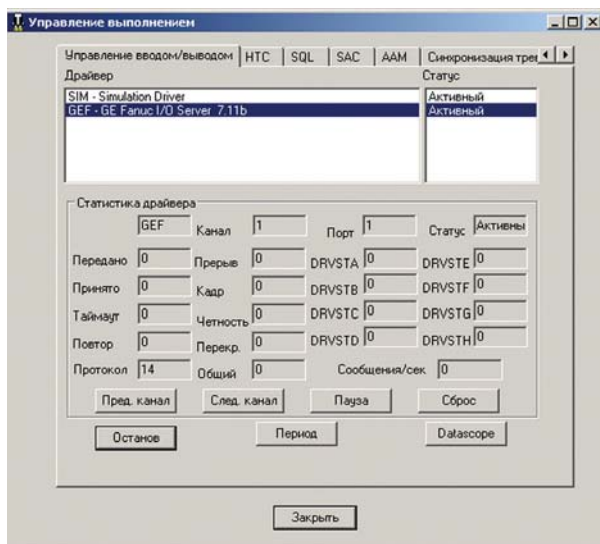 Управление выполнением
Управление вводом/выводом HTC SQL SAC AAM Синхронизация трев
Драйвер Статус
SIM - Simulation Driver Активный
GEF - GE Fanuc I/O Server 7.11b Активный
Статистика драйвера
GEF Канал 1 Порт 1 Статус Активны
Передано 0 Прерыв 0 DRVSTA 0 DRVSTE 0
Принято 0 Кадр 0 DRVSTB 0 DRVSTF 0
Таймаут 0 Четность 0 DRVSTC 0 DRVSTG 0
Повтор 0 Перекр. 0 DRVSTD 0 DRVSTH 0
Протокол 14 Общий 0 Сообщения/сек 0
Пред. канал След. канал Пауза Сброс
Останов Период Datascope
Закрыть